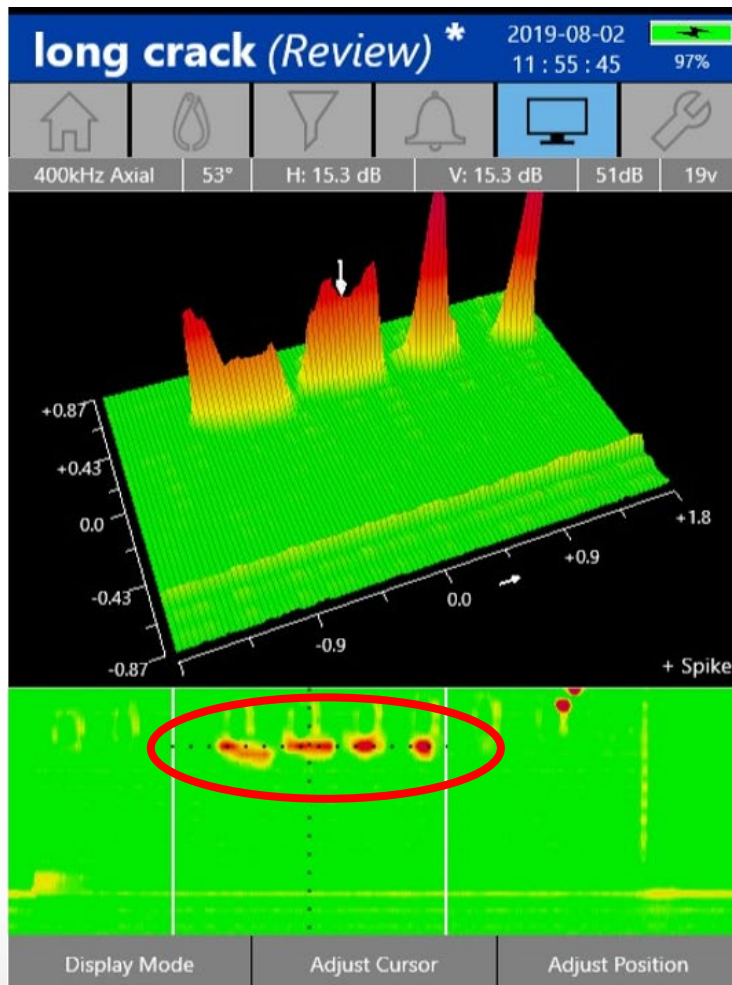 long crack (Review) *
2019-08-02
11 : 55 : 45
97%
400kHz Axial
53°
H: 15.3 dB
V: 15.3 dB
51dB
19v
+0.87
+0.43
0.0
-0.43
-0.87
-0.9
0.0
+0.9
+1.8
+ Spike
Display Mode
Adjust Cursor
Adjust Position